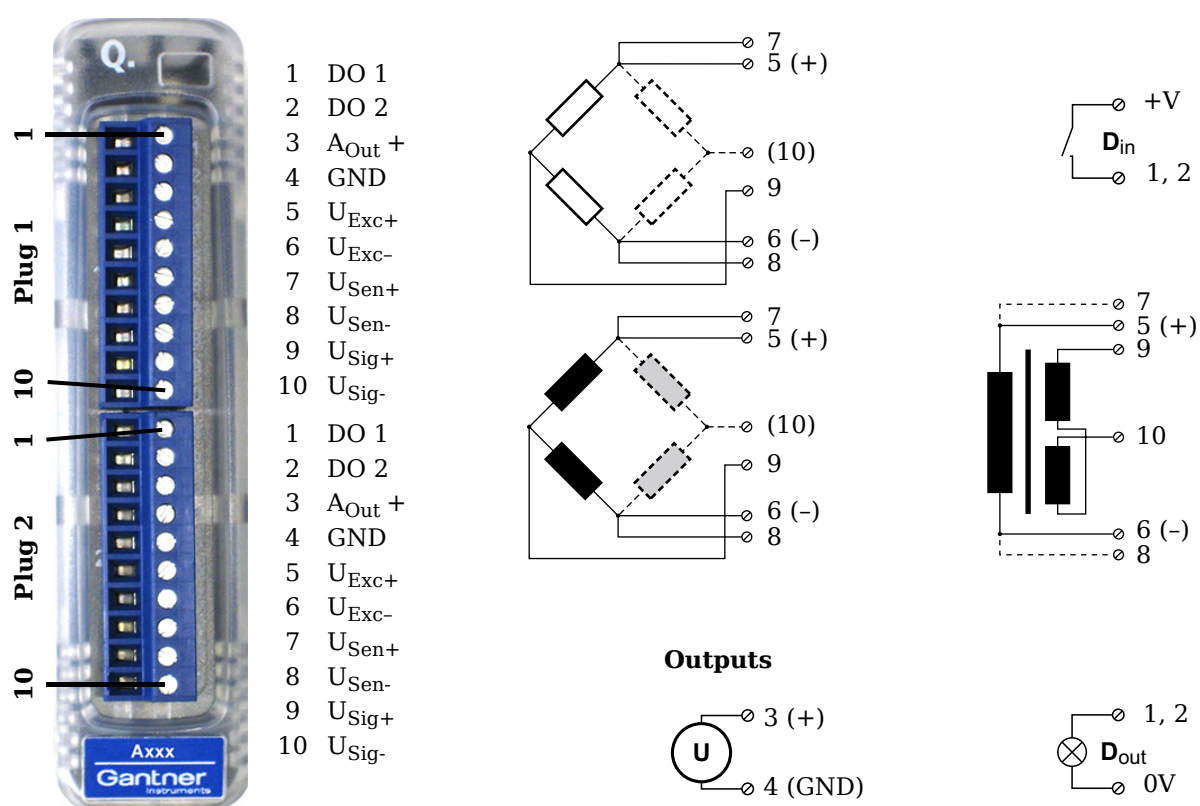 Q.
1
Plug 1
10
1
Plug 2
10
Axxx
Gantner
instruments
1 DO 1
2 DO 2
3 AOut +
4 GND
5 UExc+
6 UExc–
7 USen+
8 USen-
9 USig+
10 USig-
1 DO 1
2 DO 2
3 AOut +
4 GND
5 UExc+
6 UExc–
7 USen+
8 USen-
9 USig+
10 USig-
7
5 (+)
(10)
9
6 (–)
8
7
5 (+)
(10)
9
6 (–)
8
+V
Din
1, 2
7
5 (+)
9
10
6 (–)
8
Outputs
U
3 (+)
4 (GND)
1, 2
Dout
0V